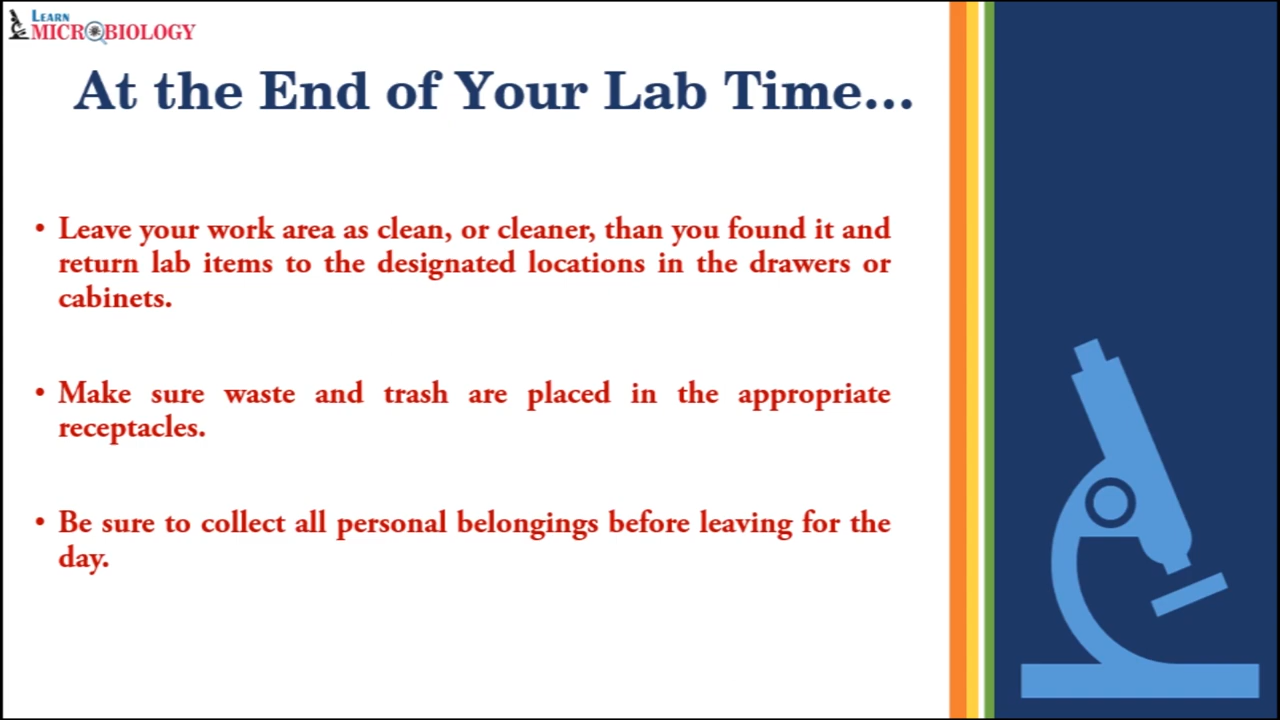 LEARN
MICROBIOLOGY
At the End of Your Lab Time...
• Leave your work area as clean, or cleaner, than you found it and
return lab items to the designated locations in the drawers or
cabinets.
• Make sure waste and trash are placed in the appropriate
receptacles.
• Be sure to collect all personal belongings before leaving for the
day.